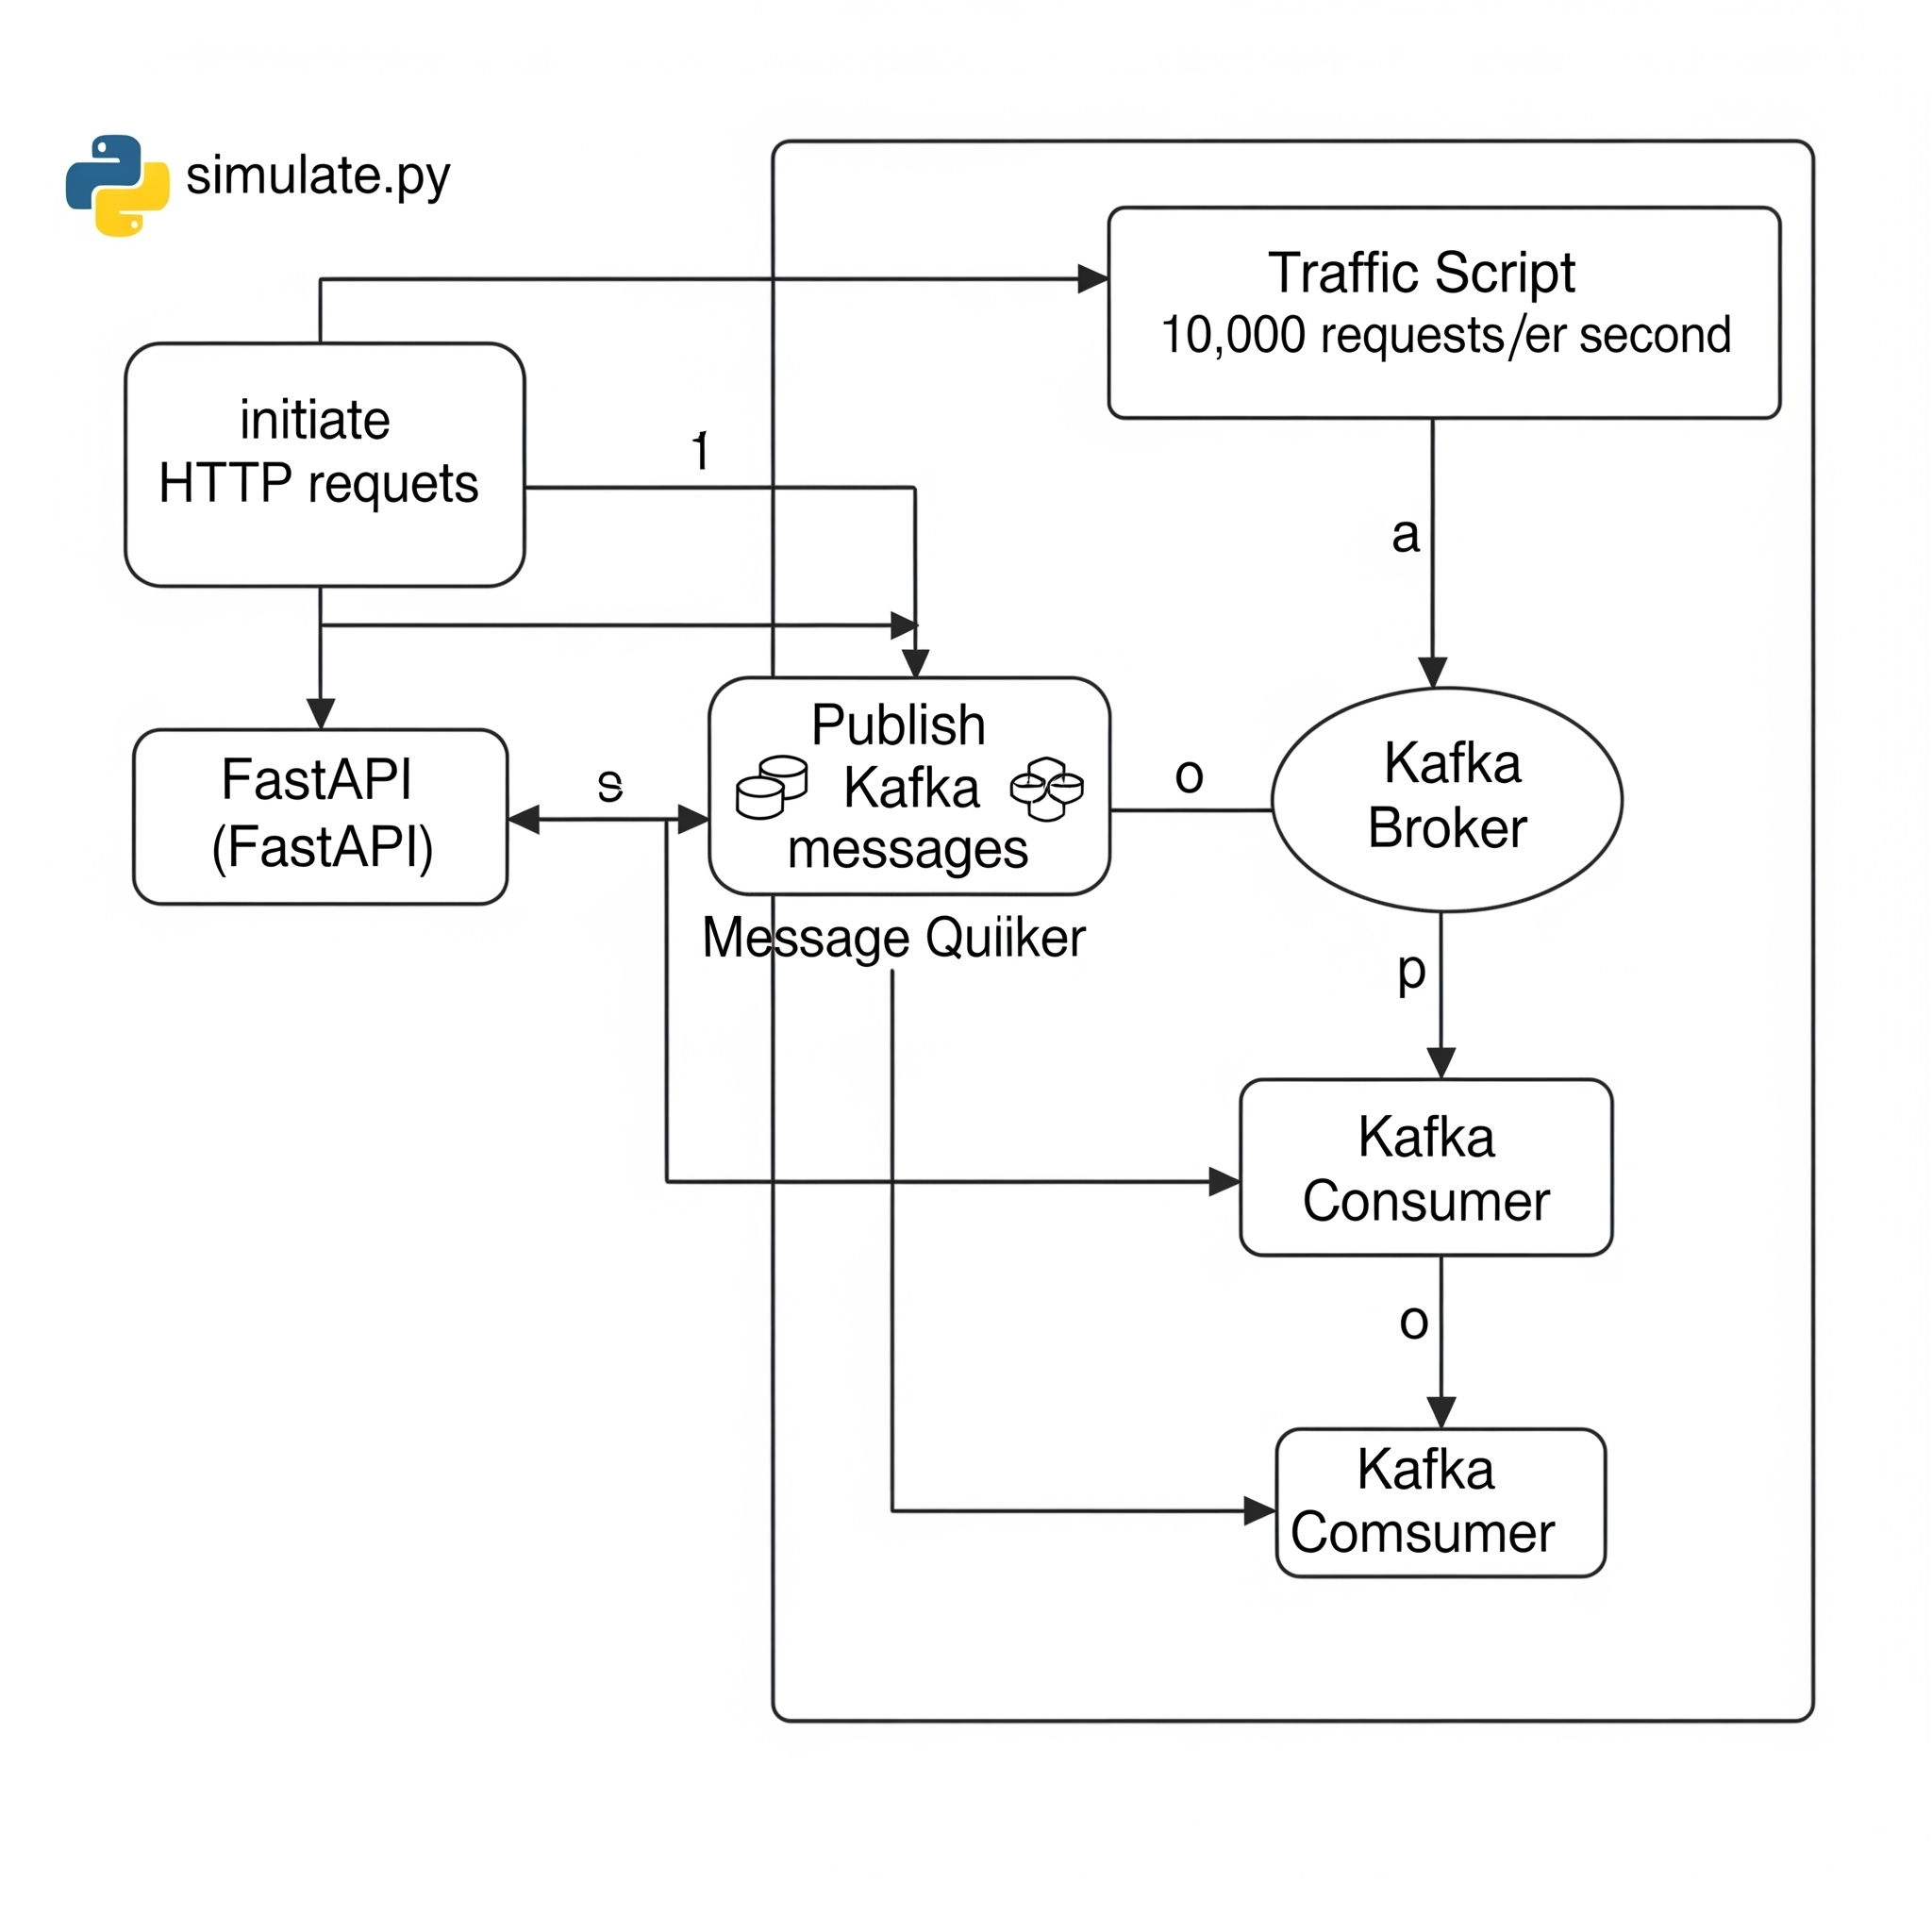 simulate.py
Traffic Script
10,000 requests/er second
initiate
HTTP requets
1
a
FastAPI
(FastAPI)
s
Publish
Kafka
messages
o
Kafka
Broker
Message Quiiker
p
Kafka
Consumer
o
Kafka
Comsumer